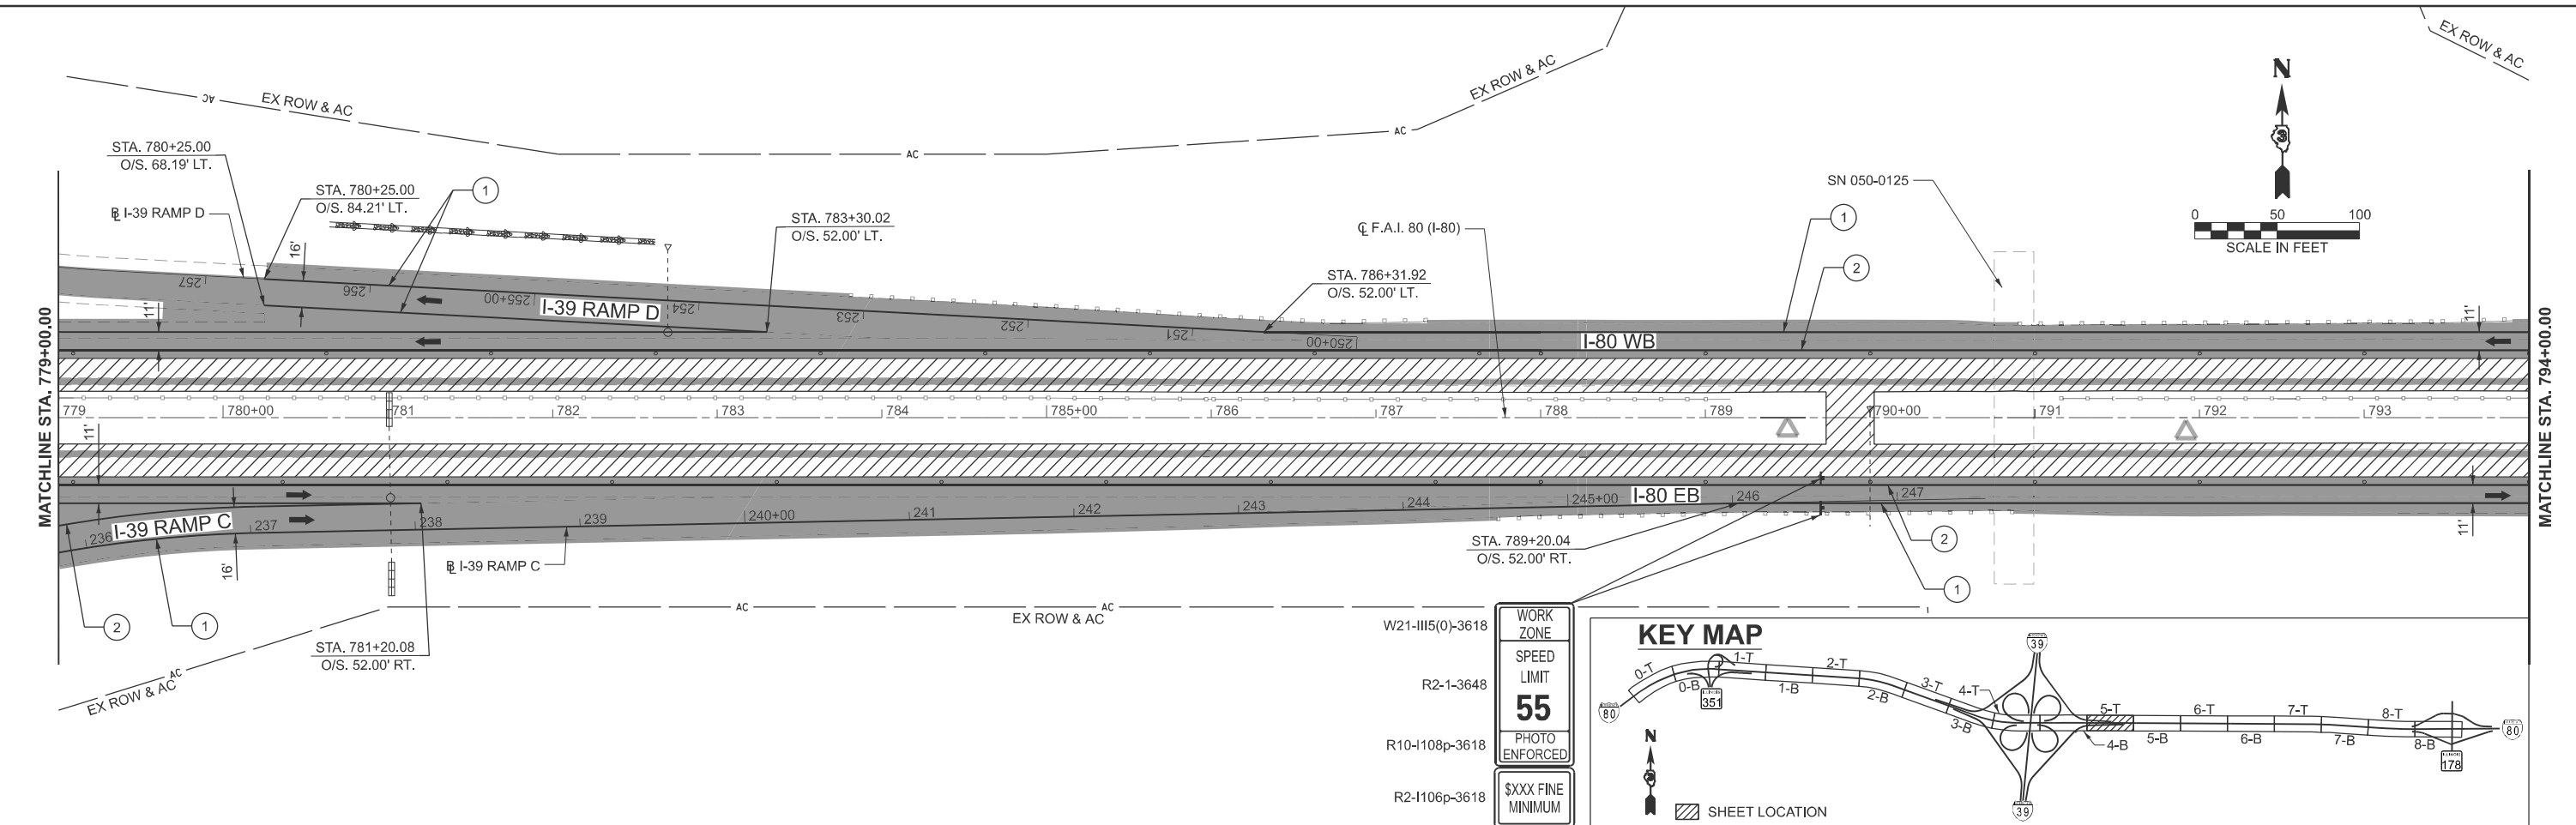 EX ROW & AC
AC
EX ROW & AC
AC
AC
EX ROW & AC
N
3
0 50 100
SCALE IN FEET
STA. 780+25.00
O/S 68.19' LT.
STA. 780+25.00
O/S. 84.21' LT.
1
℄ I-39 RAMP D
STA. 783+30.02
O/S. 52.00' LT.
℄ F.A.I. 80 (I-80)
SN 050-0125
1
2
STA. 786+31.92
O/S. 52.00' LT.
16'
11'
11'
257 256 255+00 254 253 252 251 250+00
I-39 RAMP D
I-80 WB
MATCHLINE STA. 779+00.00
MATCHLINE STA. 794+00.00
779 780+00 781 782 783 784 785+00 786 787 788 789 790+00 791 792 793
11'
I-80 EB
I-39 RAMP C
236 237 238 239 240+00 241 242 243 244 245+00 246 247
16'
11'
℄ I-39 RAMP C
STA. 789+20.04
O/S. 52.00' RT.
2
1
2
1
STA. 781+20.08
O/S. 52.00' RT.
AC
EX ROW & AC
AC
EX ROW & AC
AC
W21-III5(0)-3618
WORK
ZONE
R2-1-3648
SPEED
LIMIT
55
R10-I108p-3618
PHOTO
ENFORCED
R2-I106p-3618
$XXX FINE
MINIMUM
KEY MAP
0-T 1-T 2-T 3-T 4-T 5-T 6-T 7-T 8-T
0-B 1-B 2-B 3-B 4-B 5-B 6-B 7-B 8-B
80
351
39
39
80
178
N
SHEET LOCATION